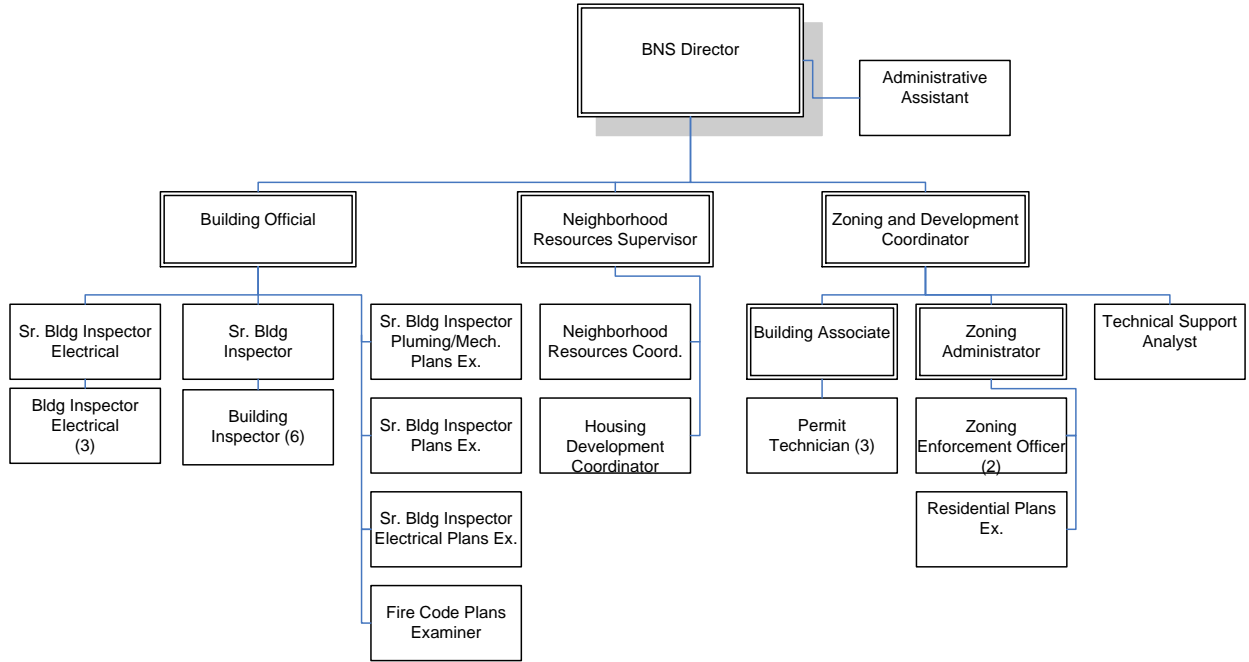 BNS Director
Administrative
Assistant
Building Official
Neighborhood
Resources Supervisor
Zoning and Development
Coordinator
Sr. Bldg Inspector
Electrical
Sr. Bldg
Inspector
Sr. Bldg Inspector
Pluming/Mech.
Plans Ex.
Neighborhood
Resources Coord.
Building Associate
Zoning
Administrator
Technical Support
Analyst
Bldg Inspector
Electrical
(3)
Building
Inspector (6)
Sr. Bldg Inspector
Plans Ex.
Housing
Development
Coordinator
Permit
Technician (3)
Zoning
Enforcement Officer
(2)
Sr. Bldg Inspector
Electrical Plans Ex.
Residential Plans
Ex.
Fire Code Plans
Examiner